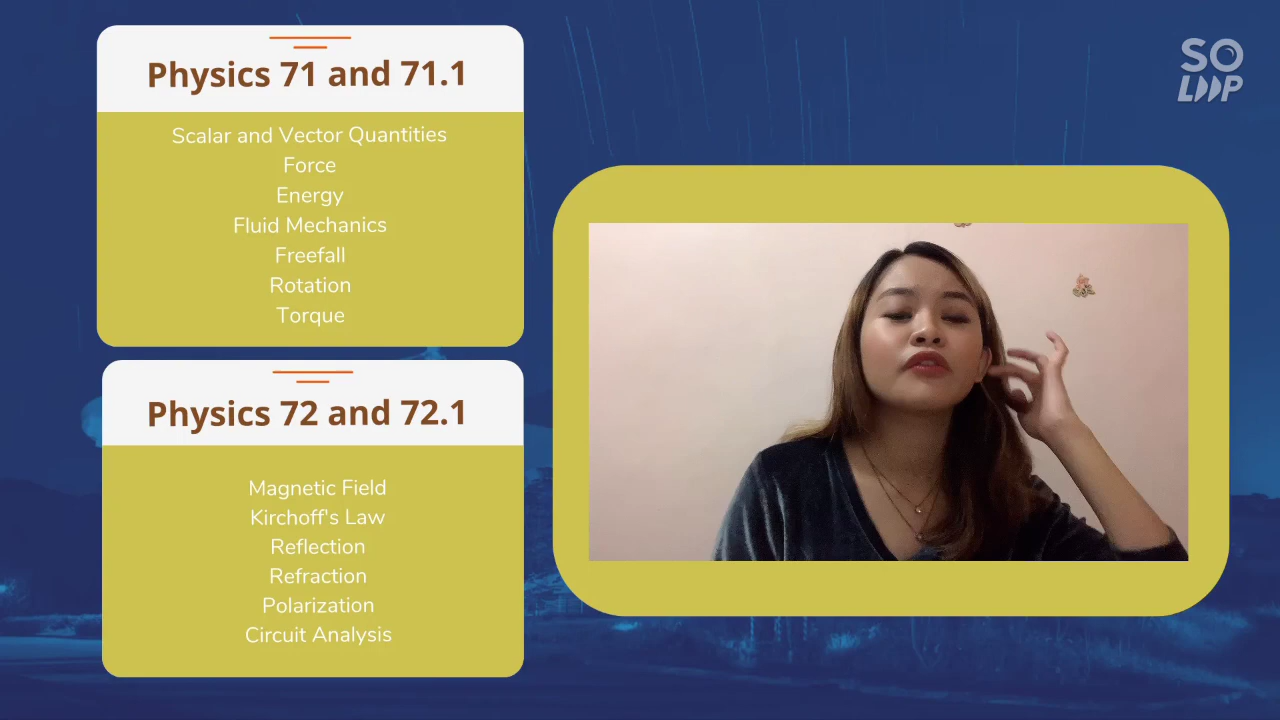 Physics 71 and 71.1
Scalar and Vector Quantities
Force
Energy
Fluid Mechanics
Freefall
Rotation
Torque
Physics 72 and 72.1
Magnetic Field
Kirchoff's Law
Reflection
Refraction
Polarization
Circuit Analysis
SO
LOOP